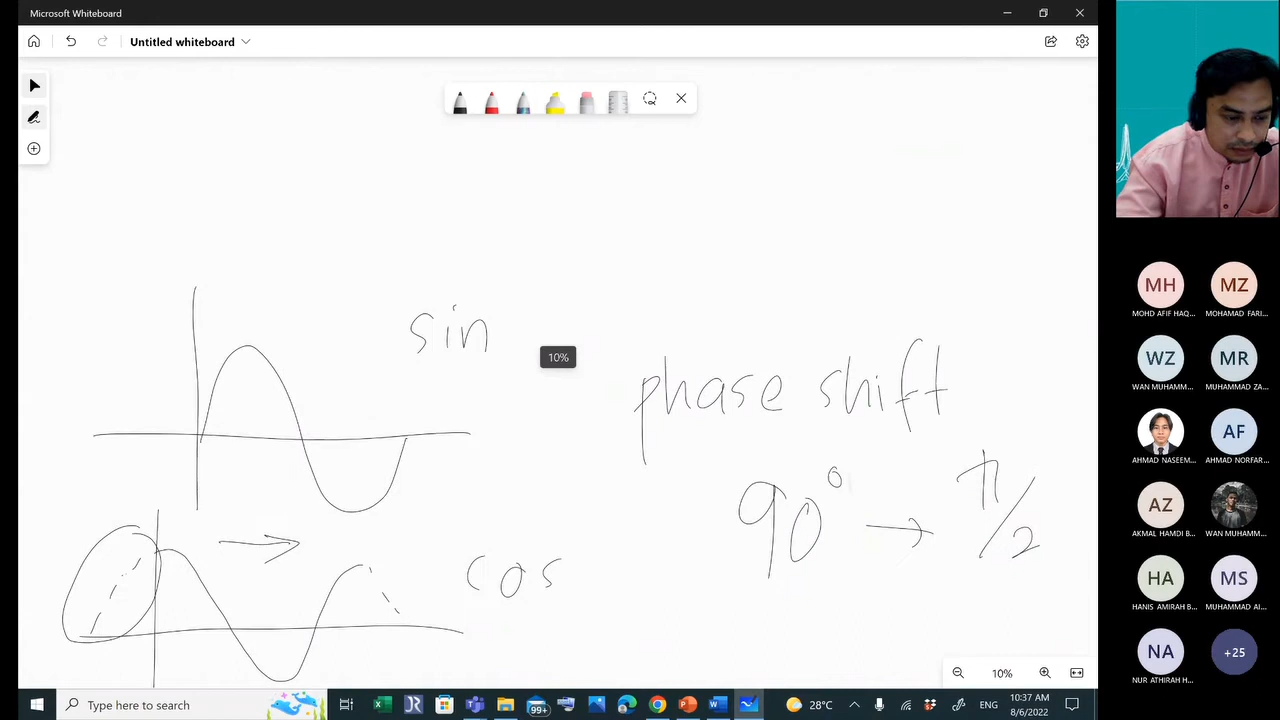 Microsoft Whiteboard
Untitled whiteboard
sin
10%
phase shift
90° → π/2
cos
MH
MOHD AFIF HAQ...
MZ
MOHAMAD FARI...
WZ
WAN MUHAMM...
MR
MUHAMMAD ZA...
AHMAD NASEEM...
AF
AHMAD NORFAR...
AZ
AKMAL HAMDI B...
WAN MUHAMM...
HA
HANIS AMIRAH B...
MS
MUHAMMAD AI...
NA
NUR ATHIRAH H...
+25
10%
Type here to search
99+
28°C
ENG
10:37 AM
8/6/2022